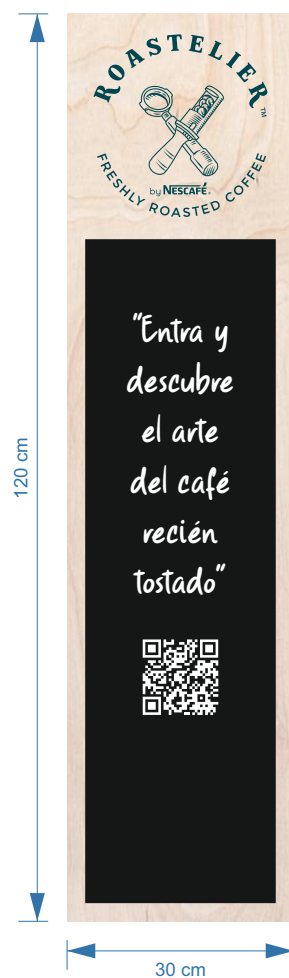 ROASTELIER™
by NESCAFÉ®
FRESHLY ROASTED COFFEE
"Entra y
descubre
el arte
del café
recién
tostado"
120 cm
30 cm